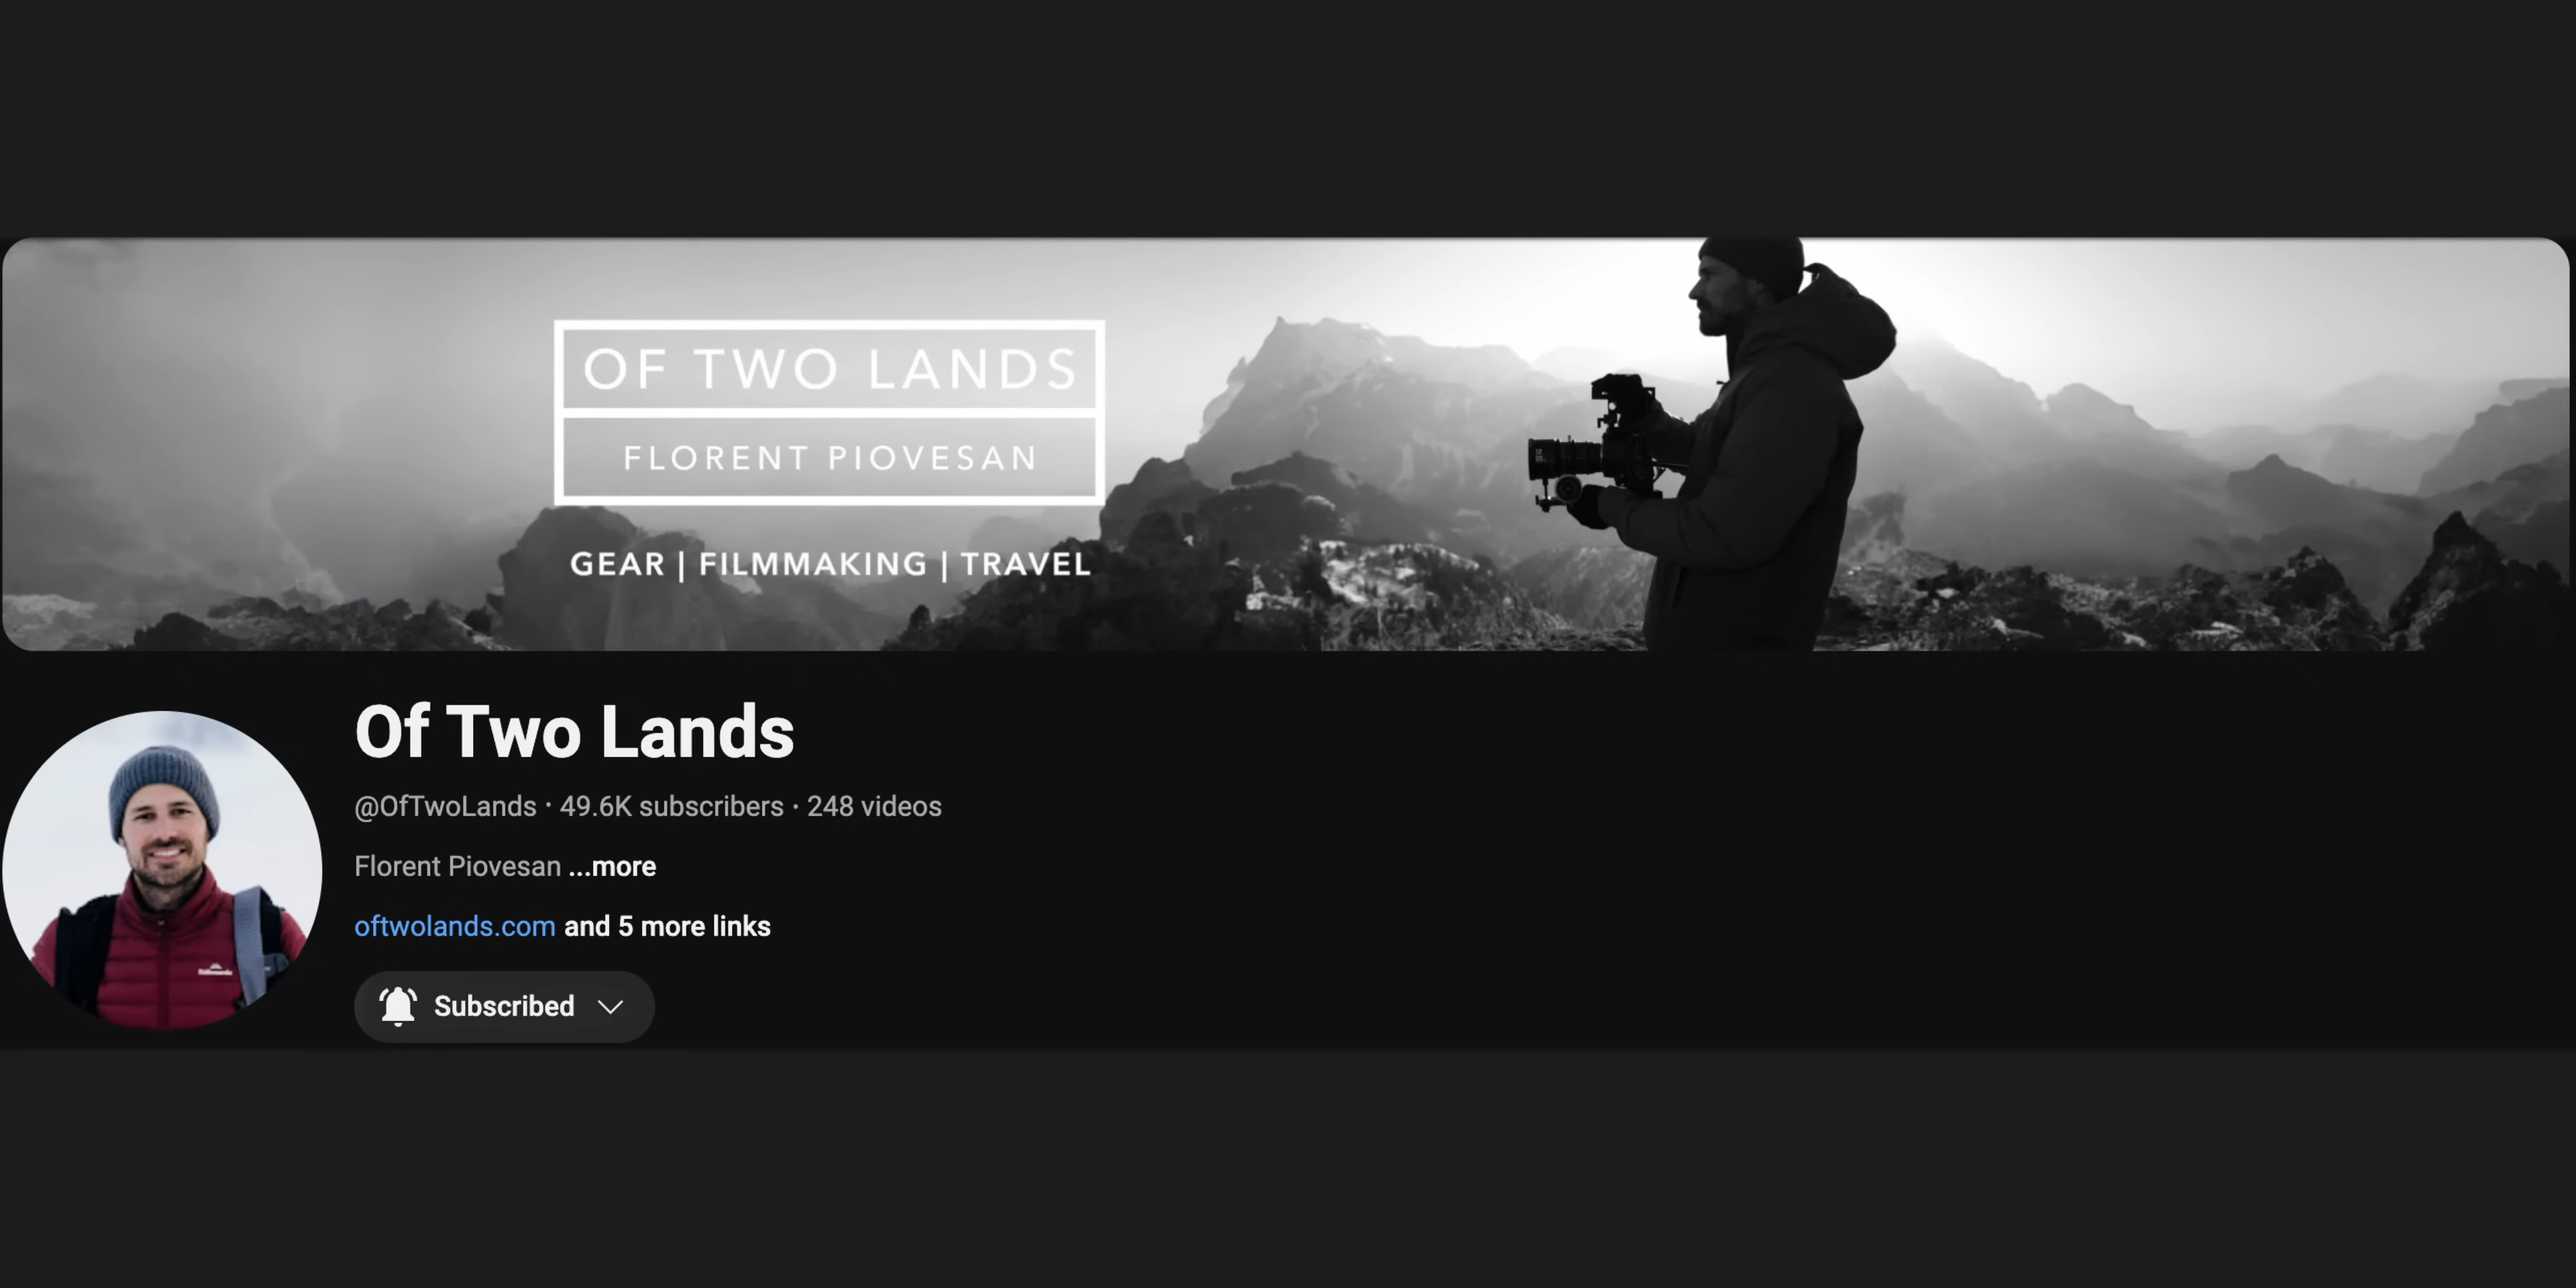 OF TWO LANDS
FLORENT PIOVESAN
GEAR | FILMMAKING | TRAVEL
Of Two Lands
@OfTwoLands · 49.6K subscribers · 248 videos
Florent Piovesan ...more
oftwolands.com and 5 more links
Subscribed